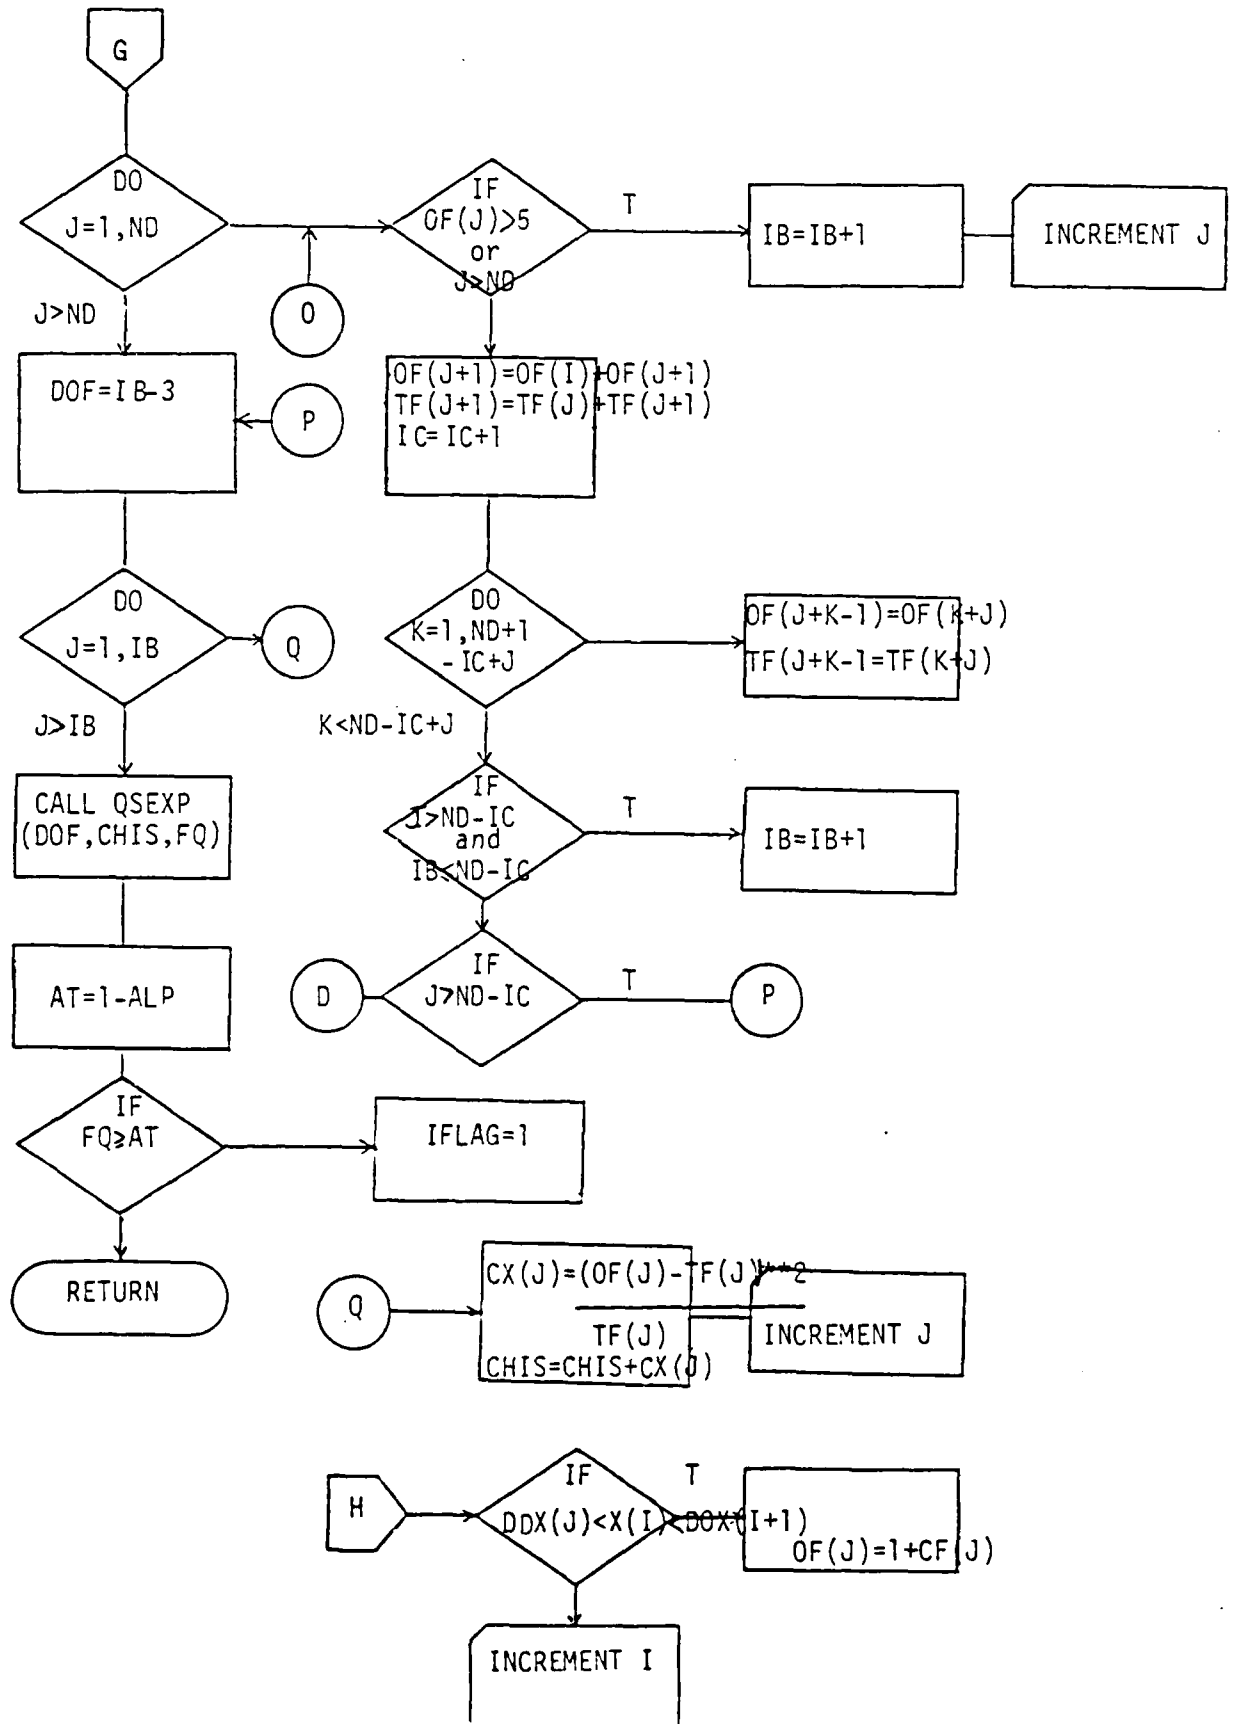 G
DO
J=1,ND
J>ND
O
IF
OF(J)>5
or
J>ND
T
IB=IB+1
INCREMENT J
DOF=IB-3
P
OF(J+1)=OF(I)+OF(J+1)
TF(J+1)=TF(J)+TF(J+1)
IC=IC+1
DO
J=1,IB
Q
J>IB
DO
K=1,ND+1
-IC+J
OF(J+K-1)=OF(K+J)
TF(J+K-1=TF(K+J)
K<ND-IC+J
CALL QSEXP
(DOF,CHIS,FQ)
IF
J>ND-IC
and
IB≤ND-IC
T
IB=IB+1
AT=1-ALP
D
IF
J>ND-IC
T
P
IF
FQ≥AT
IFLAG=1
RETURN
Q
CX(J)=(OF(J)-TF(J)**2
TF(J)
CHIS=CHIS+CX(J)
INCREMENT J
H
IF
DDX(J)<X(I)<DOX(I+1)
T
OF(J)=1+CF(J)
INCREMENT I